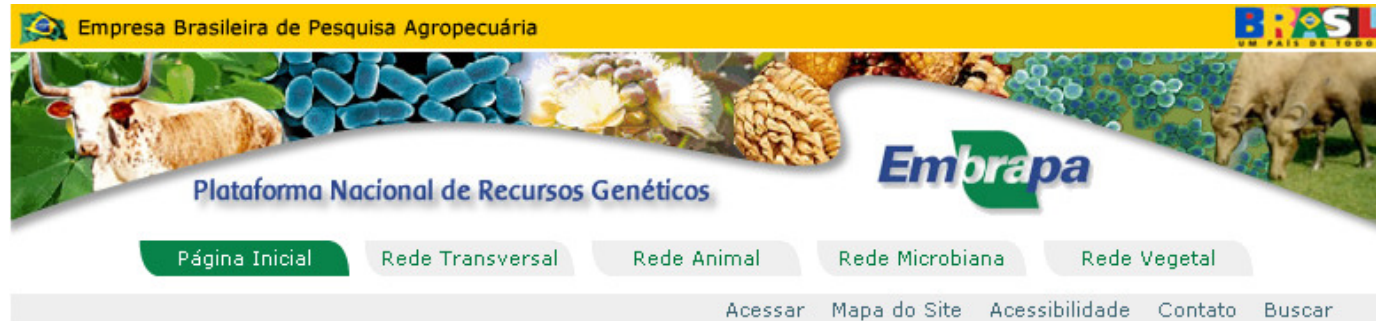 Empresa Brasileira de Pesquisa Agropecuária
BRASIL
UM PAÍS DE TODO
Plataforma Nacional de Recursos Genéticos
Embrapa
Página Inicial Rede Transversal Rede Animal Rede Microbiana Rede Vegetal
Acessar Mapa do Site Acessibilidade Contato Buscar